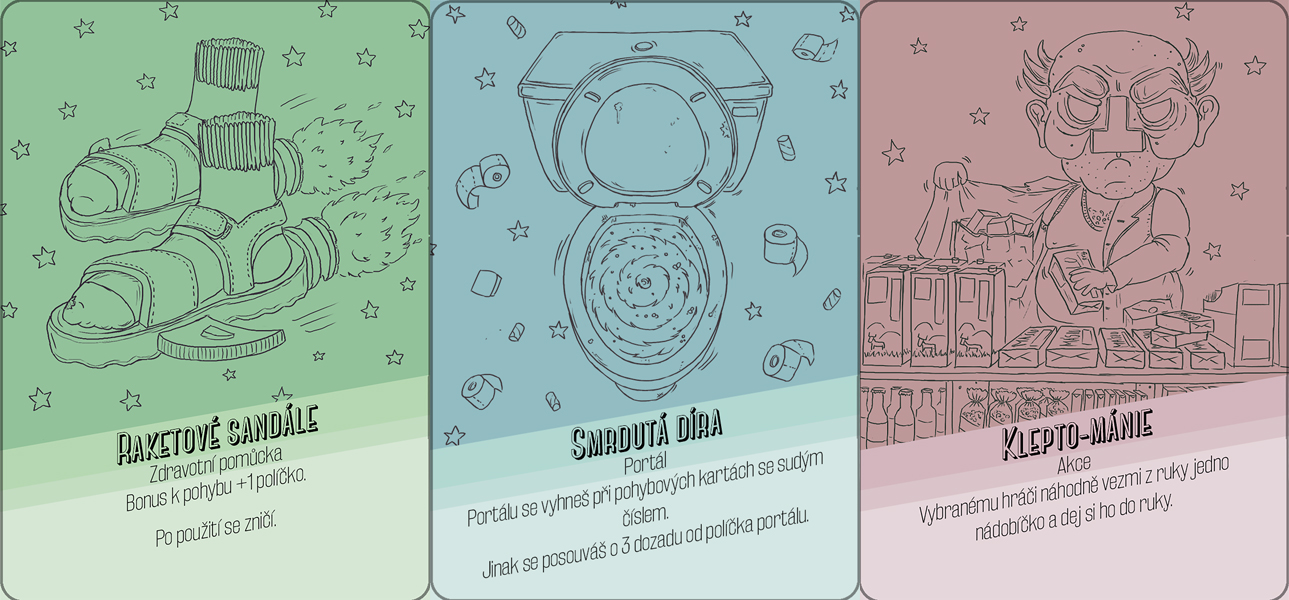 RAKETOVÉ SANDÁLE
Zdravotní pomůcka
Bonus k pohybu +1 políčko.
Po použití se zničí.
SMRDUTÁ DÍRA
Portál
Portálu se vyhneš při pohybových kartách se sudým
číslem.
Jinak se posouváš o 3 dozadu od políčka portálu.
KLEPTO-MÁNIE
Akce
Vybranému hráči náhodně vezmi z ruky jedno
nádobíčko a dej si ho do ruky.